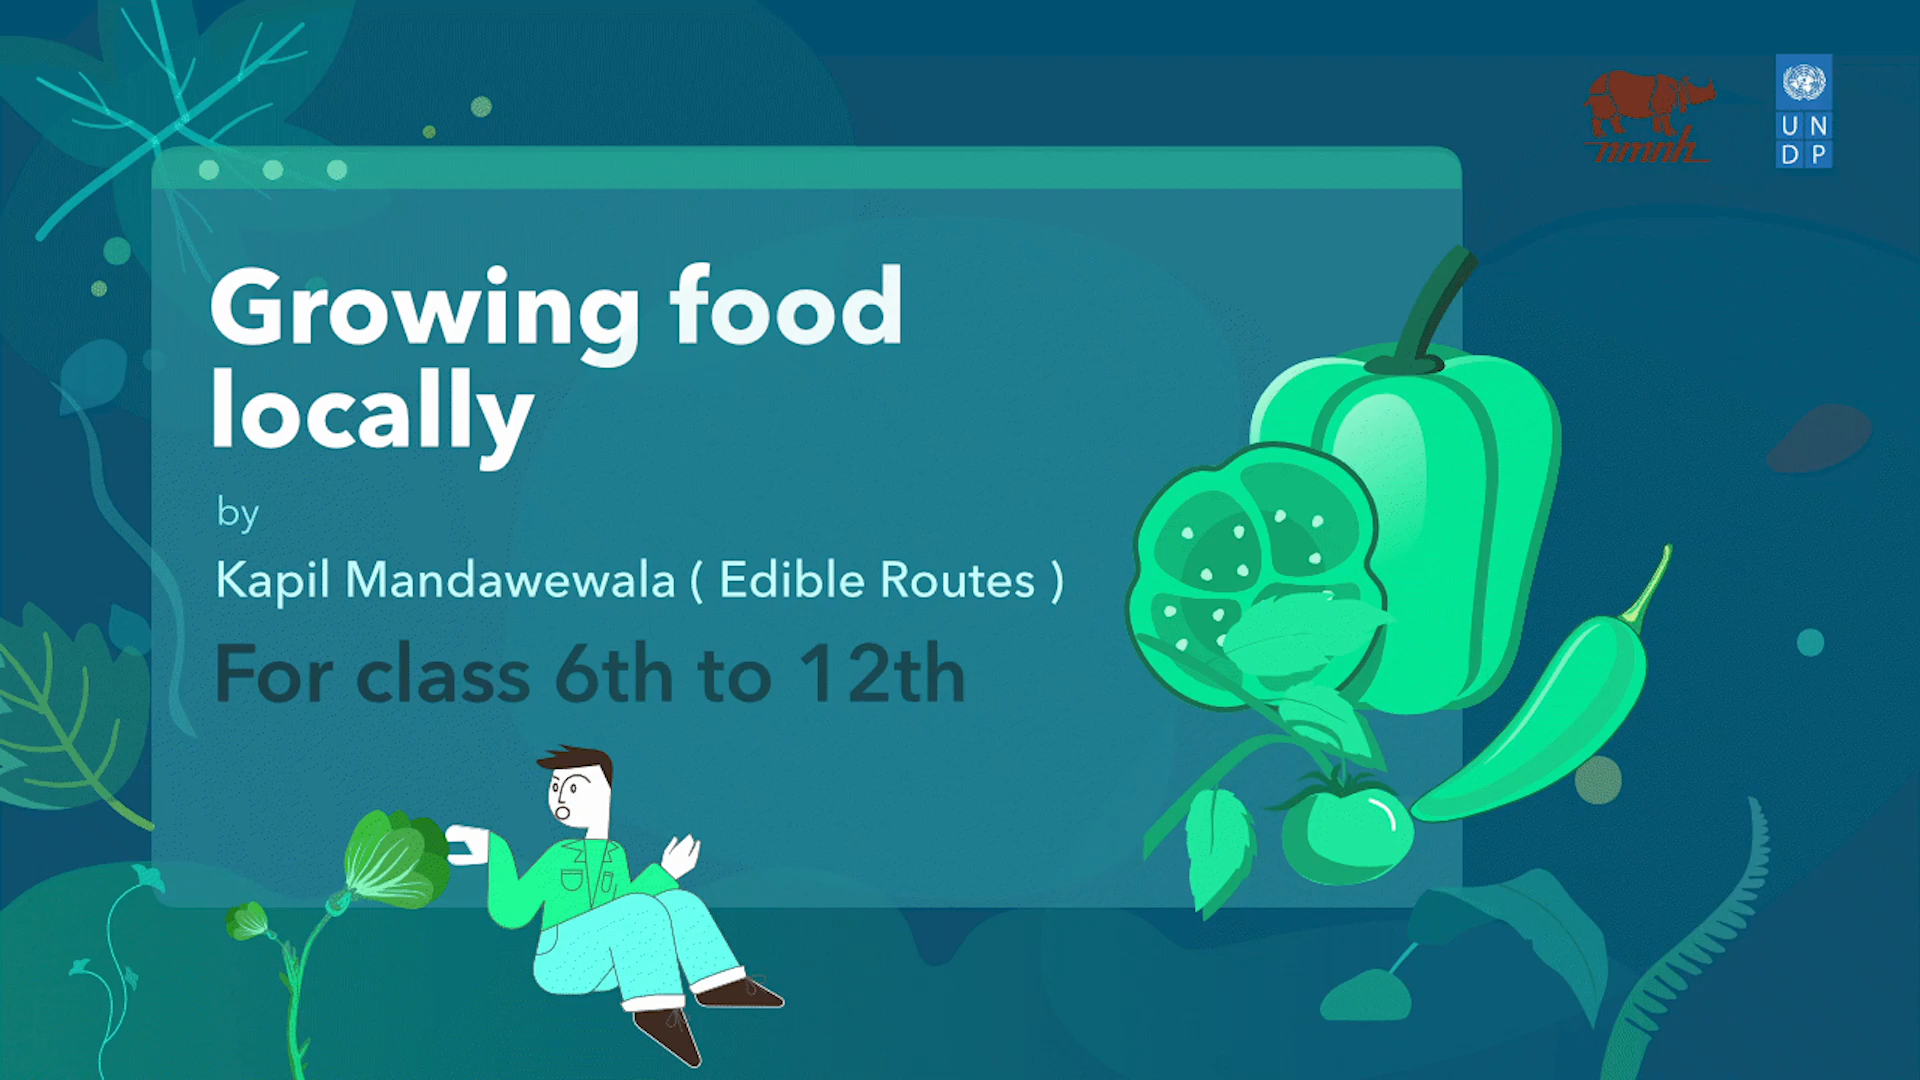 nmnh
U N
D P
Growing food
locally
by
Kapil Mandawewala ( Edible Routes )
For class 6th to 12th